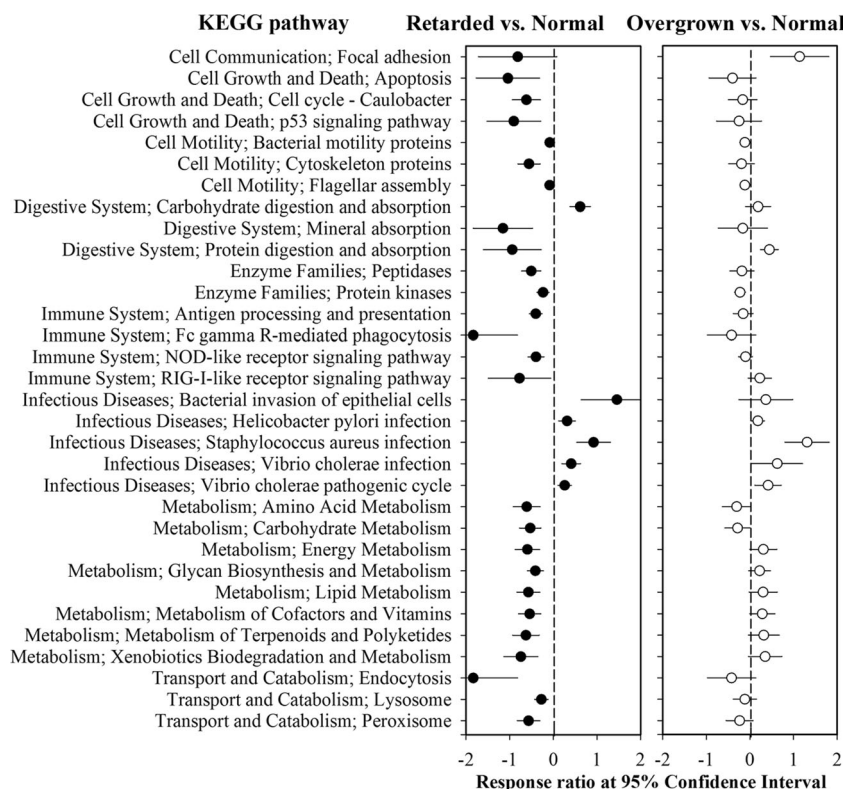 KEGG pathway Retarded vs. Normal Overgrown vs. Normal
Cell Communication; Focal adhesion
Cell Growth and Death; Apoptosis
Cell Growth and Death; Cell cycle - Caulobacter
Cell Growth and Death; p53 signaling pathway
Cell Motility; Bacterial motility proteins
Cell Motility; Cytoskeleton proteins
Cell Motility; Flagellar assembly
Digestive System; Carbohydrate digestion and absorption
Digestive System; Mineral absorption
Digestive System; Protein digestion and absorption
Enzyme Families; Peptidases
Enzyme Families; Protein kinases
Immune System; Antigen processing and presentation
Immune System; Fc gamma R-mediated phagocytosis
Immune System; NOD-like receptor signaling pathway
Immune System; RIG-I-like receptor signaling pathway
Infectious Diseases; Bacterial invasion of epithelial cells
Infectious Diseases; Helicobacter pylori infection
Infectious Diseases; Staphylococcus aureus infection
Infectious Diseases; Vibrio cholerae infection
Infectious Diseases; Vibrio cholerae pathogenic cycle
Metabolism; Amino Acid Metabolism
Metabolism; Carbohydrate Metabolism
Metabolism; Energy Metabolism
Metabolism; Glycan Biosynthesis and Metabolism
Metabolism; Lipid Metabolism
Metabolism; Metabolism of Cofactors and Vitamins
Metabolism; Metabolism of Terpenoids and Polyketides
Metabolism; Xenobiotics Biodegradation and Metabolism
Transport and Catabolism; Endocytosis
Transport and Catabolism; Lysosome
Transport and Catabolism; Peroxisome
-2 -1 0 1 2 -2 -1 0 1 2
Response ratio at 95% Confidence Interval